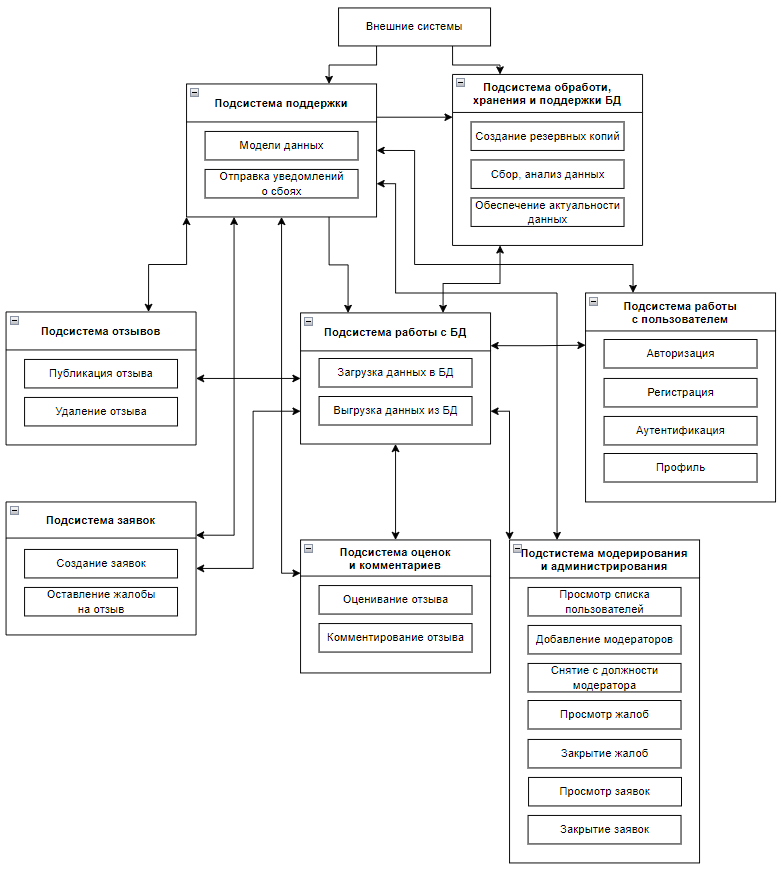 Внешние системы
Подсистема поддержки
Модели данных
Отправка уведомлений
о сбоях
Подсистема обработи,
хранения и поддержки БД
Создание резервных копий
Сбор, анализ данных
Обеспечение актуальности
данных
Подсистема отзывов
Публикация отзыва
Удаление отзыва
Подсистема работы с БД
Загрузка данных в БД
Выгрузка данных из БД
Подсистема работы
с пользователем
Авторизация
Регистрация
Аутентификация
Профиль
Подсистема заявок
Создание заявок
Оставление жалобы
на отзыв
Подсистема оценок
и комментариев
Оценивание отзыва
Комментирование отзыва
Подстистема модерирования
и администрирования
Просмотр списка
пользователей
Добавление модераторов
Снятие с должности
модератора
Просмотр жалоб
Закрытие жалоб
Просмотр заявок
Закрытие заявок